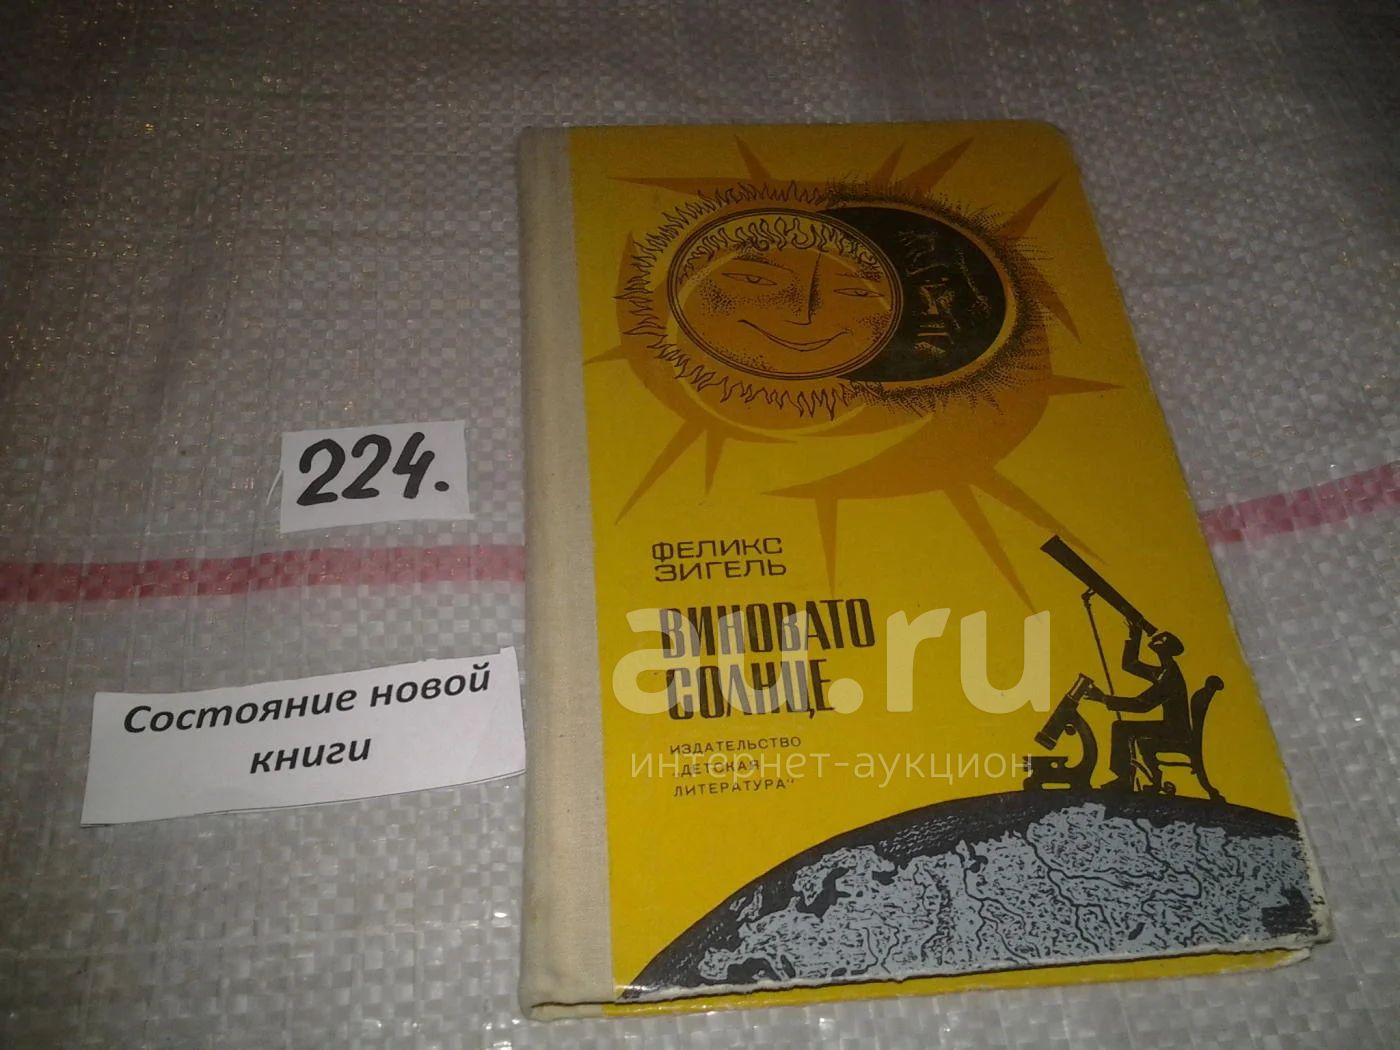 224.
Состояние новой
книги
ФЕЛИКС
ЗИГЕЛЬ
ВИНОВАТО
СОЛНЦЕ
ИЗДАТЕЛЬСТВО
„ДЕТСКАЯ
ЛИТЕРАТУРА“
au.ru
интернет-аукцион